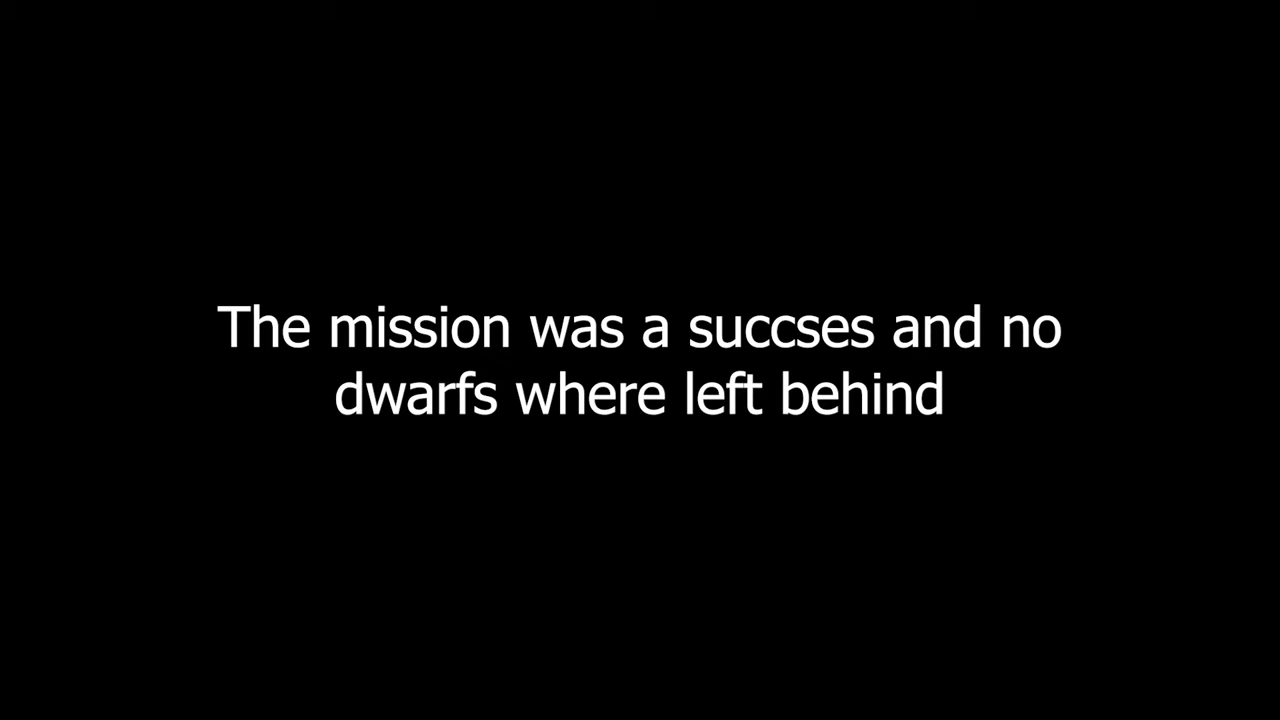 The mission was a succses and no
dwarfs where left behind